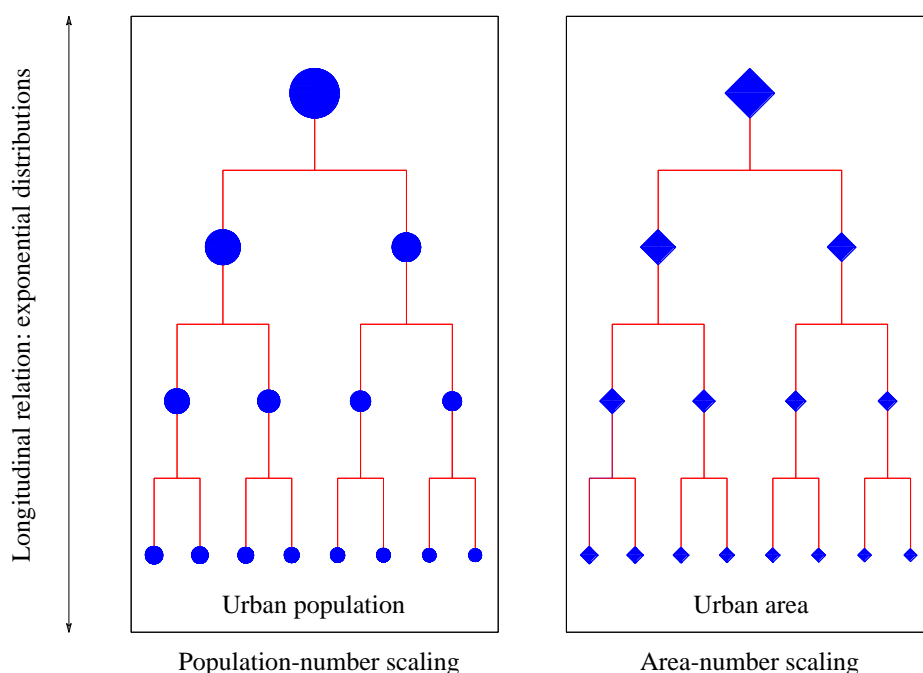 Longitudinal relation: exponential distributions
Urban population
Urban area
Population-number scaling
Area-number scaling